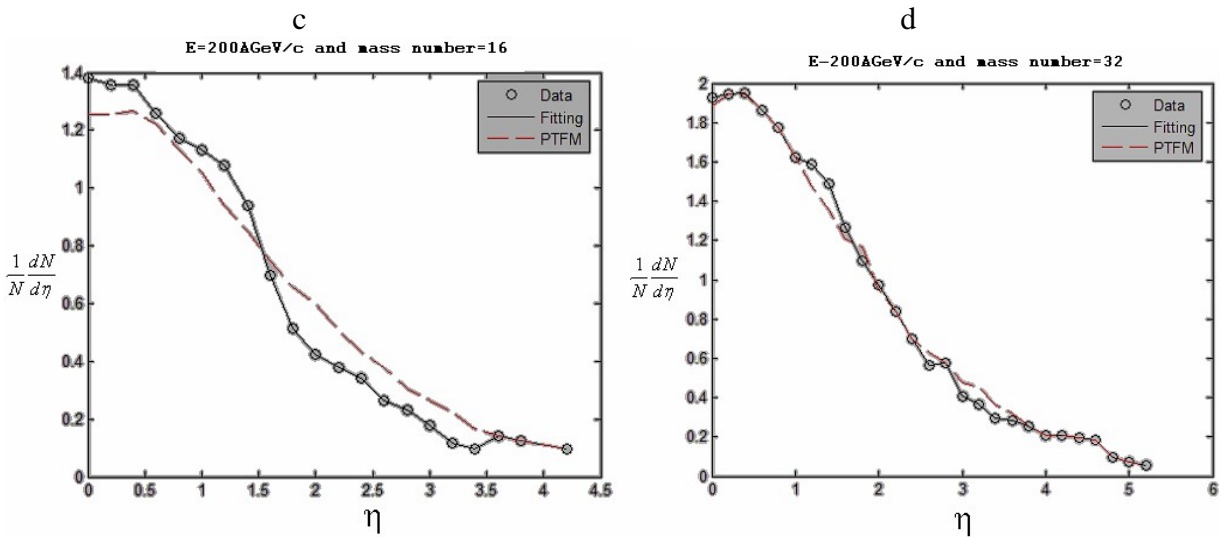 c
E=200AGeV/c and mass number=16
1.4
1.2
1
0.8
0.6
0.4
0.2
0
Data
Fitting
PTFM
1/N dN/dη
0 0.5 1 1.5 2 2.5 3 3.5 4 4.5
η
d
E-200AGeV/c and mass number=32
2
1.8
1.6
1.4
1.2
1
0.8
0.6
0.4
0.2
0
Data
Fitting
PTFM
1/N dN/dη
0 1 2 3 4 5 6
η